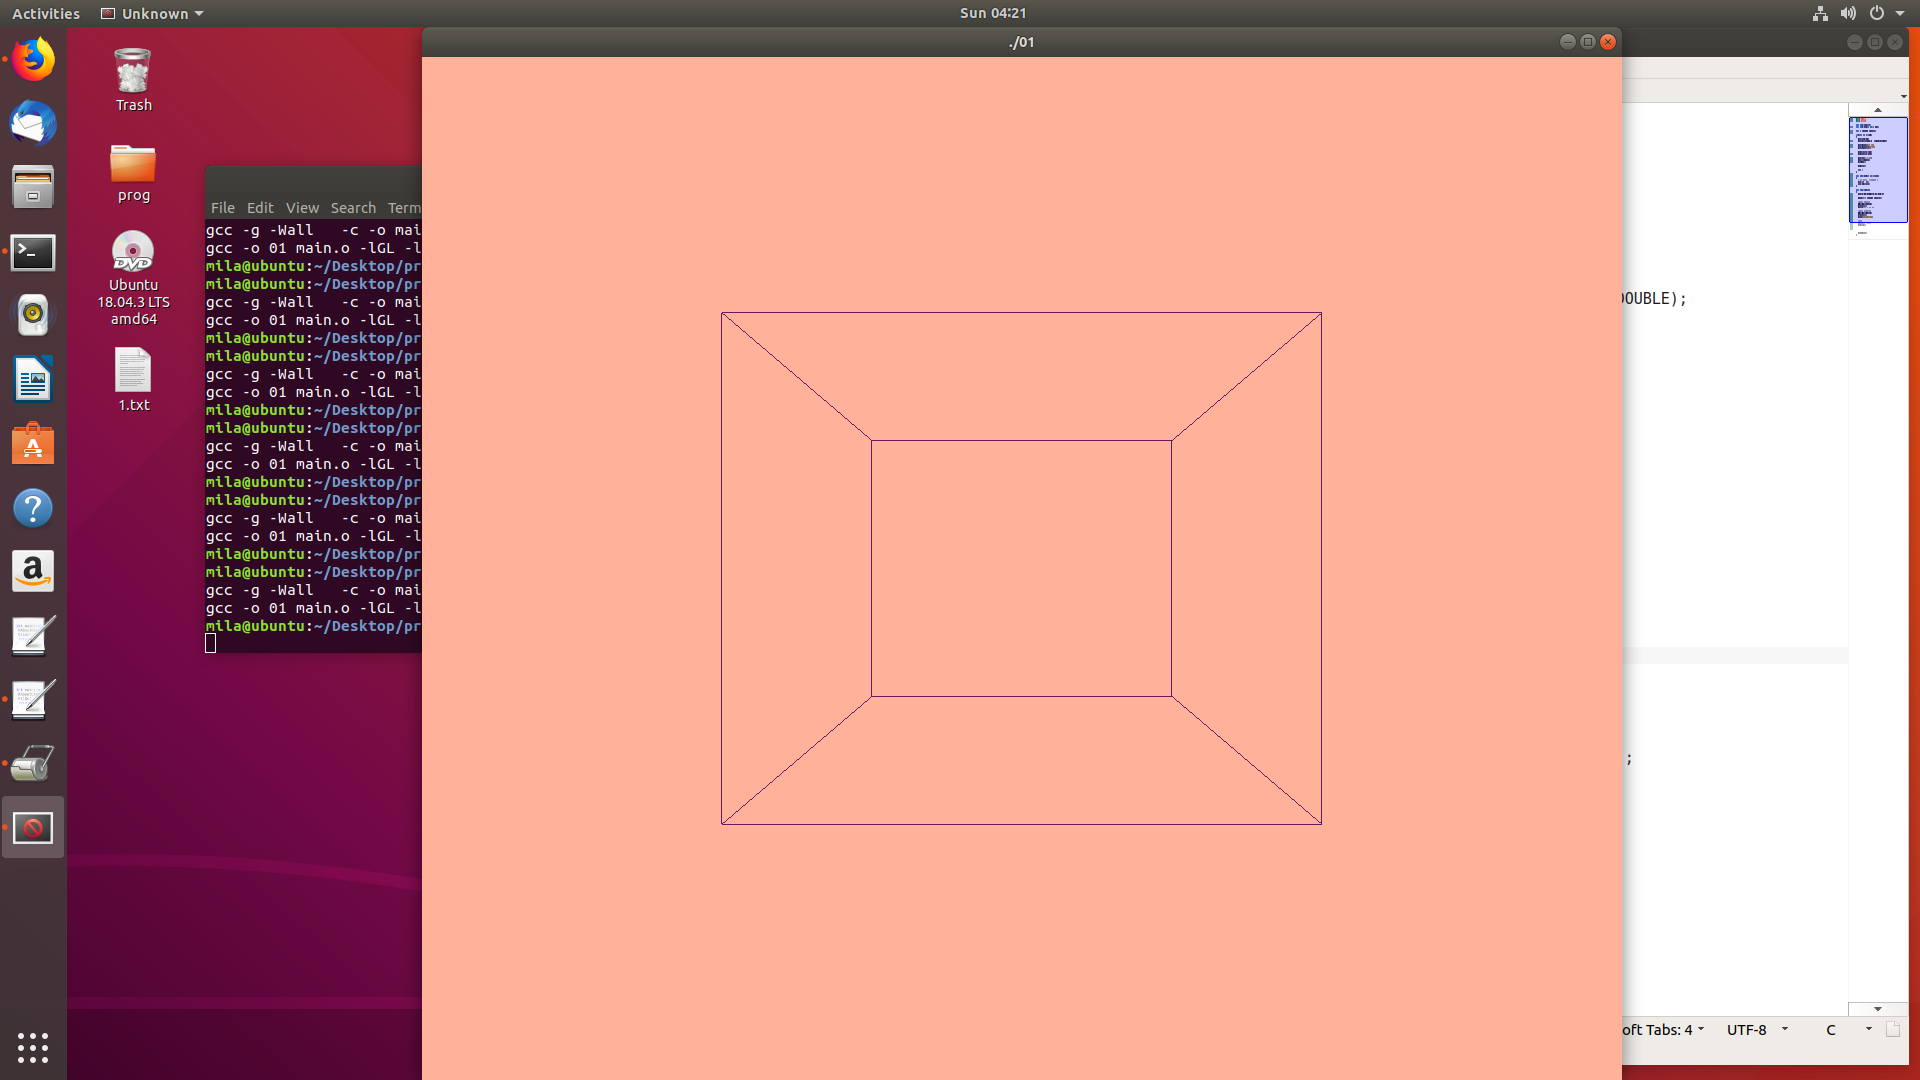 Activities
Unknown
Sun 04:21
./01
Trash
prog
DVD
Ubuntu
18.04.3 LTS
amd64
1.txt
File Edit View Search Term
gcc -g -Wall -c -o mai
gcc -o 01 main.o -lGL -l
mila@ubuntu:~/Desktop/pr
mila@ubuntu:~/Desktop/pr
gcc -g -Wall -c -o mai
gcc -o 01 main.o -lGL -l
mila@ubuntu:~/Desktop/pr
mila@ubuntu:~/Desktop/pr
gcc -g -Wall -c -o mai
gcc -o 01 main.o -lGL -l
mila@ubuntu:~/Desktop/pr
mila@ubuntu:~/Desktop/pr
gcc -g -Wall -c -o mai
gcc -o 01 main.o -lGL -l
mila@ubuntu:~/Desktop/pr
mila@ubuntu:~/Desktop/pr
gcc -g -Wall -c -o mai
gcc -o 01 main.o -lGL -l
mila@ubuntu:~/Desktop/pr
mila@ubuntu:~/Desktop/pr
gcc -g -Wall -c -o mai
gcc -o 01 main.o -lGL -l
mila@ubuntu:~/Desktop/pr
DOUBLE);
;
oft Tabs: 4 UTF-8 C